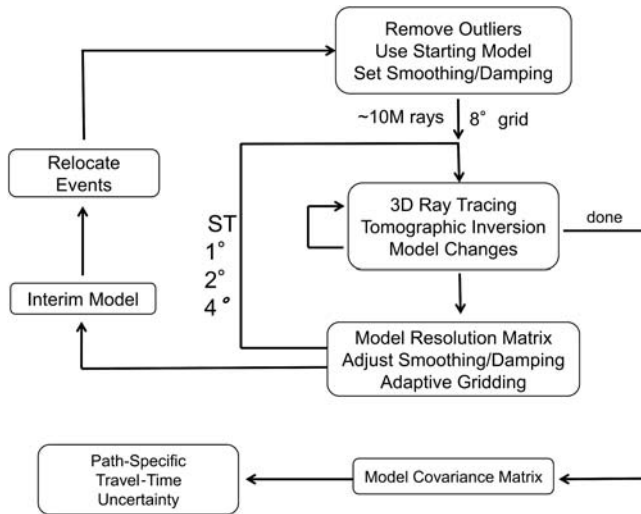 Remove Outliers
Use Starting Model
Set Smoothing/Damping
~10M rays
8° grid
Relocate
Events
3D Ray Tracing
Tomographic Inversion
Model Changes
done
ST
1°
2°
4°
Interim Model
Model Resolution Matrix
Adjust Smoothing/Damping
Adaptive Gridding
Path-Specific
Travel-Time
Uncertainty
Model Covariance Matrix